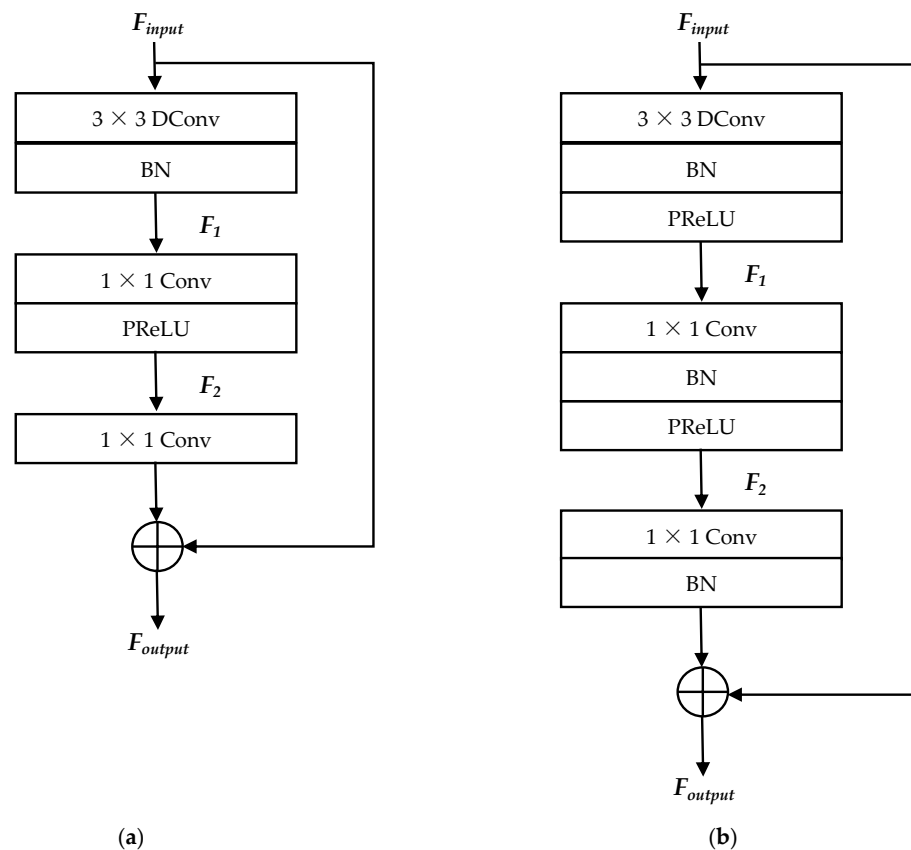 F_input
3 × 3 DConv
BN
F_1
1 × 1 Conv
PReLU
F_2
1 × 1 Conv
F_output
(a)
F_input
3 × 3 DConv
BN
PReLU
F_1
1 × 1 Conv
BN
PReLU
F_2
1 × 1 Conv
BN
F_output
(b)